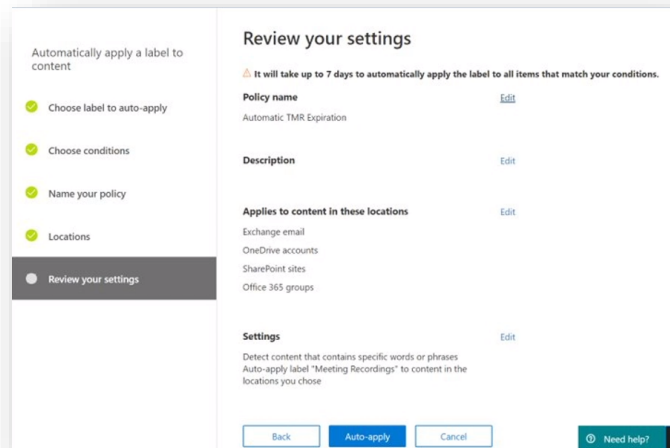 Automatically apply a label to
content
Choose label to auto-apply
Choose conditions
Name your policy
Locations
Review your settings
Review your settings
It will take up to 7 days to automatically apply the label to all items that match your conditions.
Policy name Edit
Automatic TMR Expiration
Description Edit
Applies to content in these locations Edit
Exchange email
OneDrive accounts
SharePoint sites
Office 365 groups
Settings Edit
Detect content that contains specific words or phrases
Auto-apply label "Meeting Recordings" to content in the
locations you chose
Back Auto-apply Cancel
Need help?